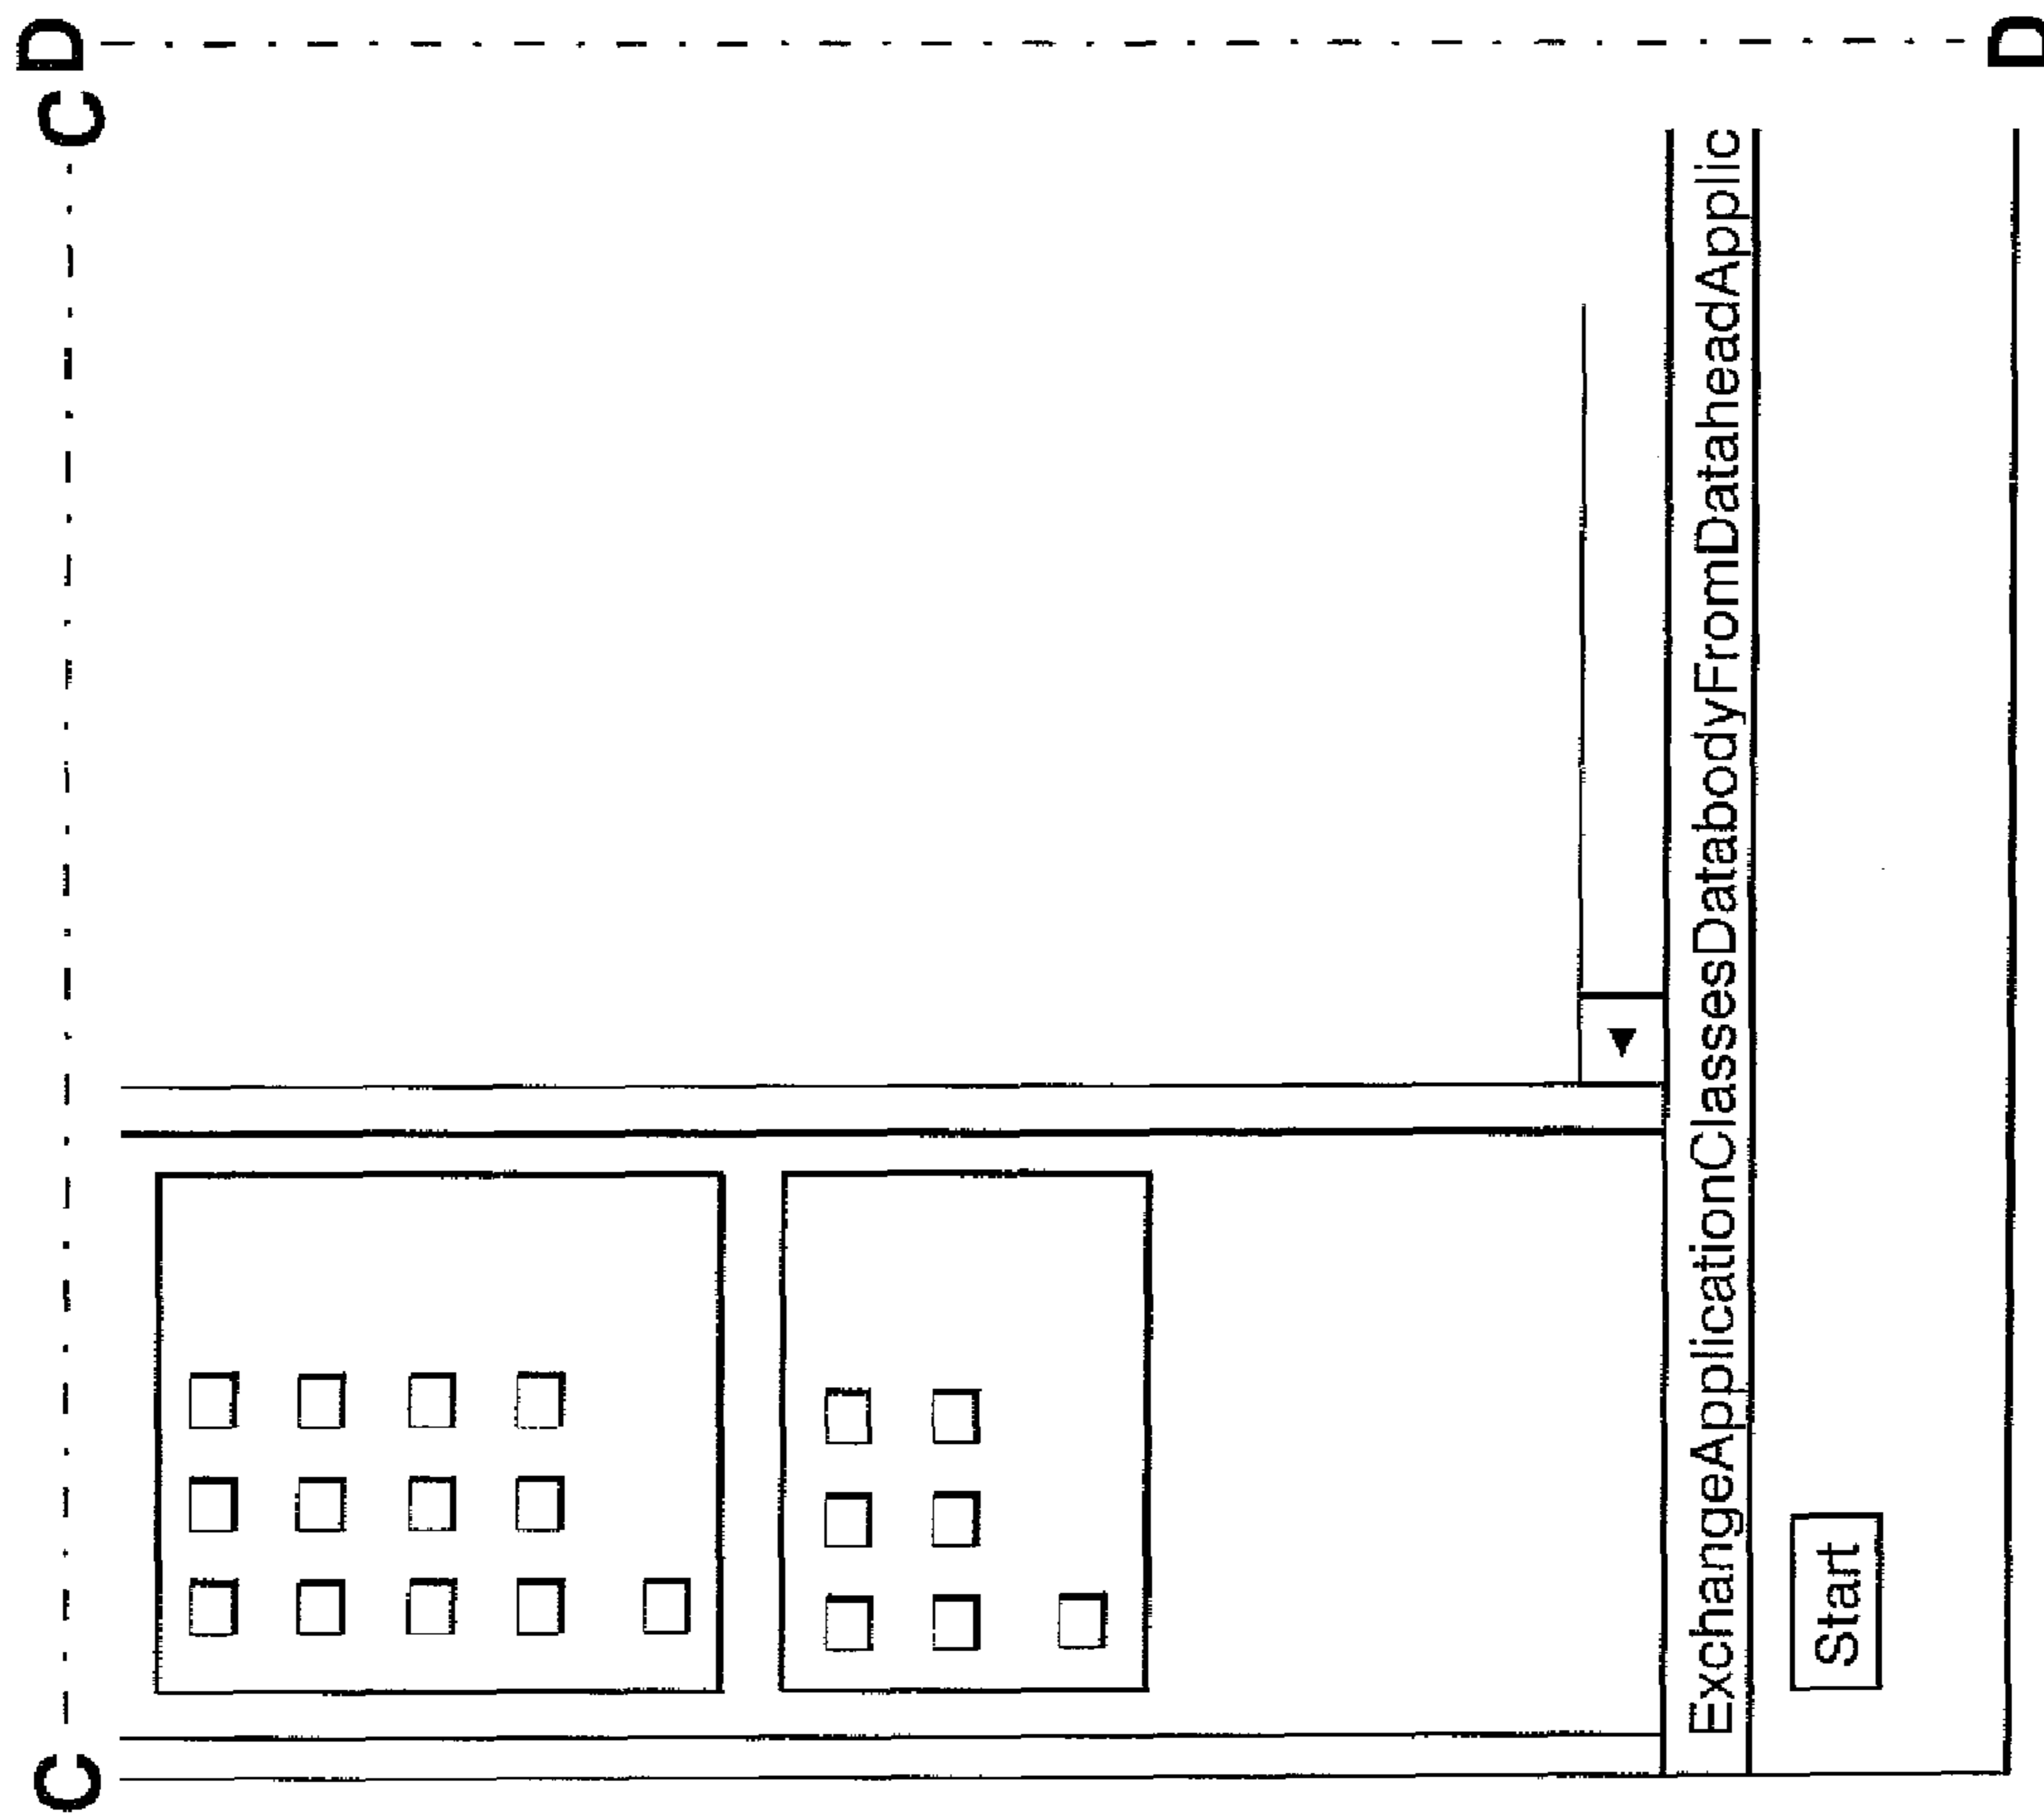 C C D
ExchangeApplicationClassesDatabodyFromDataheadApplic
Start
D